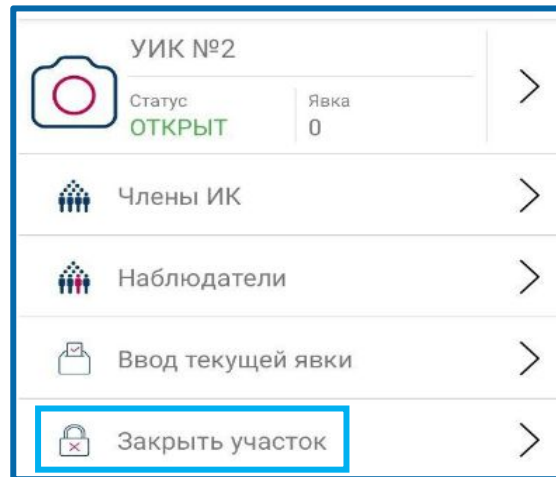 УИК №2
Статус Явка
ОТКРЫТ 0
Члены ИК
Наблюдатели
Ввод текущей явки
Закрыть участок